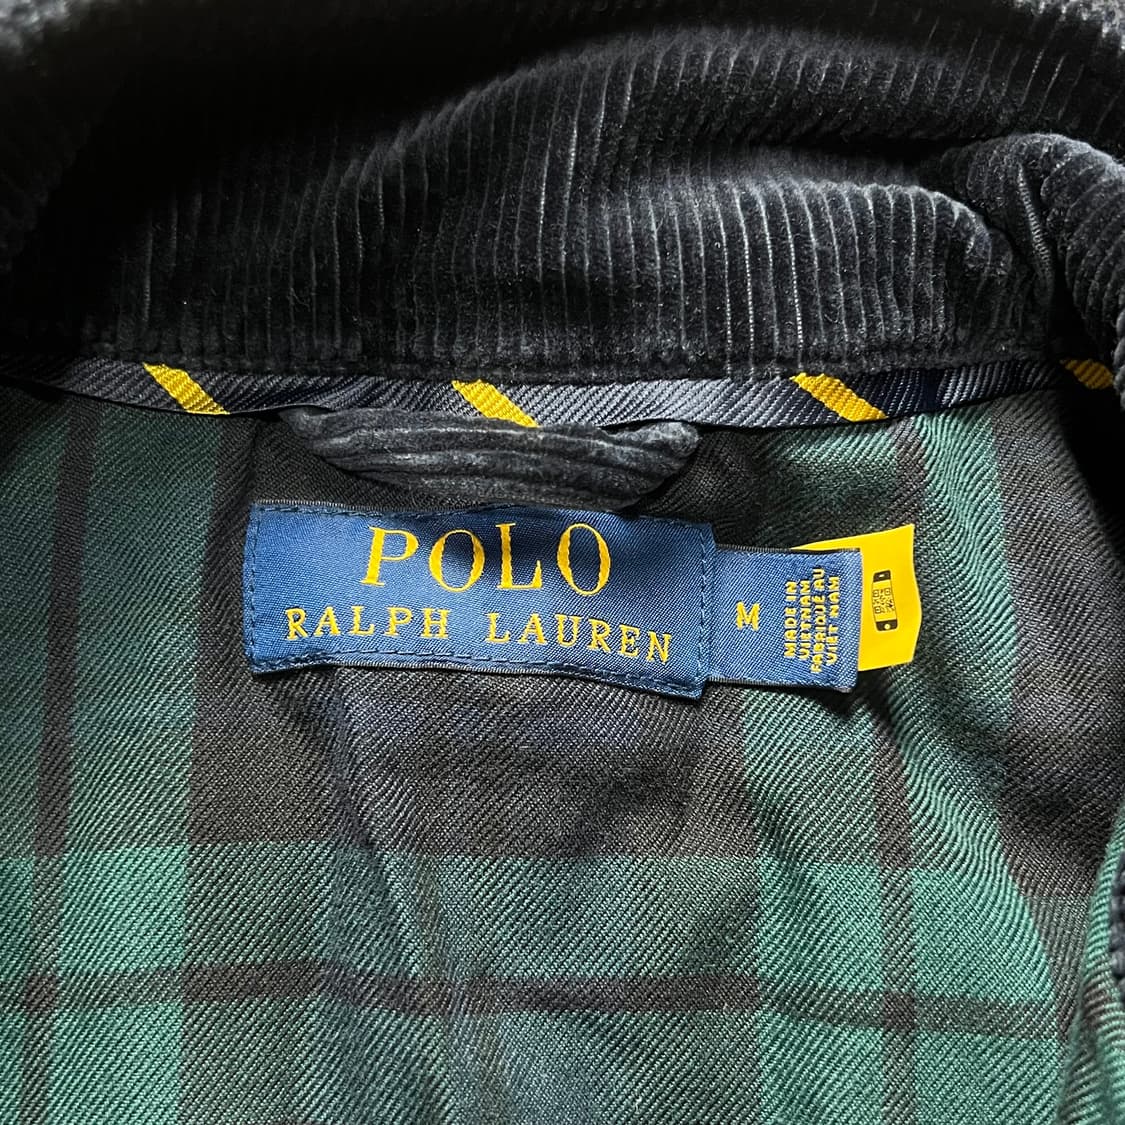 POLO
RALPH LAUREN
M
MADE IN
VIETNAM
FABRIQUÉ AU
VIET NAM